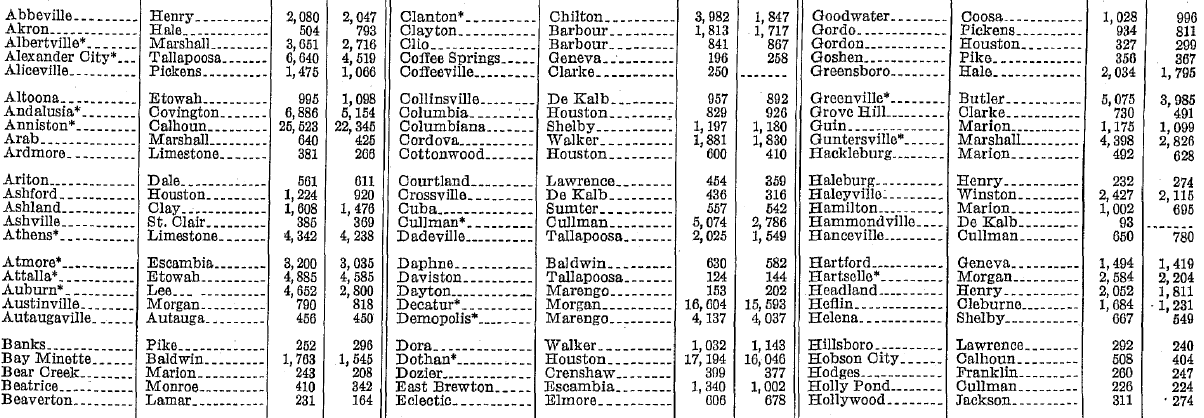 Abbeville Henry 2,080 2,047
Akron Hale 504 793
Albertville* Marshall 3,651 2,716
Alexander City* Tallapoosa 6,640 4,519
Aliceville Pickens 1,475 1,066
Altoona Etowah 995 1,098
Andalusia* Covington 6,886 5,154
Anniston* Calhoun 25,523 22,345
Arab Marshall 640 425
Ardmore Limestone 381 266
Ariton Dale 561 611
Ashford Houston 1,224 920
Ashland Clay 1,608 1,476
Ashville St. Clair 385 369
Athens* Limestone 4,342 4,238
Atmore* Escambia 3,200 3,035
Attalla* Etowah 4,885 4,585
Auburn* Lee 4,652 2,800
Austinville Morgan 790 818
Autaugaville Autauga 456 450
Banks Pike 252 296
Bay Minette Baldwin 1,763 1,545
Bear Creek Marion 243 208
Beatrice Monroe 410 342
Beaverton Lamar 231 164
Clanton* Chilton 3,982 1,847
Clayton Barbour 1,813 1,717
Clio Barbour 841 867
Coffee Springs Geneva 196 258
Coffeeville Clarke 250
Collinsville De Kalb 957 892
Columbia Houston 829 926
Columbiana Shelby 1,197 1,180
Cordova Walker 1,881 1,830
Cottonwood Houston 600 410
Courtland Lawrence 454 359
Crossville De Kalb 436 316
Cuba Sumter 557 542
Cullman* Cullman 5,074 2,786
Dadeville Tallapoosa 2,025 1,549
Daphne Baldwin 630 582
Daviston Tallapoosa 124 144
Dayton Marengo 153 202
Decatur* Morgan 16,604 15,593
Demopolis* Marengo 4,137 4,037
Dora Walker 1,032 1,143
Dothan* Houston 17,194 16,046
Dozier Crenshaw 399 377
East Brewton Escambia 1,340 1,002
Eclectic Elmore 606 678
Goodwater Coosa 1,028 996
Gordo Pickens 934 811
Gordon Houston 327 299
Goshen Pike 356 367
Greensboro Hale 2,034 1,795
Greenville* Butler 5,075 3,985
Grove Hill Clarke 730 491
Guin Marion 1,175 1,099
Guntersville* Marshall 4,398 2,826
Hackleburg Marion 492 628
Haleburg Henry 232 274
Haleyville Winston 2,427 2,115
Hamilton Marion 1,002 695
Hammondville De Kalb 93
Hanceville Cullman 650 780
Hartford Geneva 1,494 1,419
Hartselle* Morgan 2,584 2,204
Headland Henry 2,052 1,811
Heflin Cleburne 1,684 1,231
Helena Shelby 667 549
Hillsboro Lawrence 292 240
Hobson City Calhoun 508 404
Hodges Franklin 260 247
Holly Pond Cullman 226 224
Hollywood Jackson 311 274